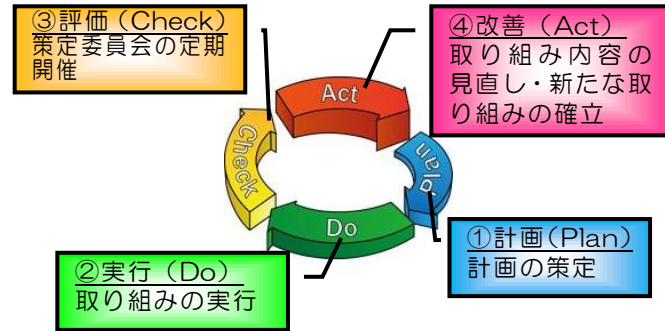 ③評価（Check）
策定委員会の定期
開催
④改善（Act）
取り組み内容の
見直し・新たな取
り組みの確立
Act
Check
Plan
Do
①計画（Plan）
計画の策定
②実行（Do）
取り組みの実行